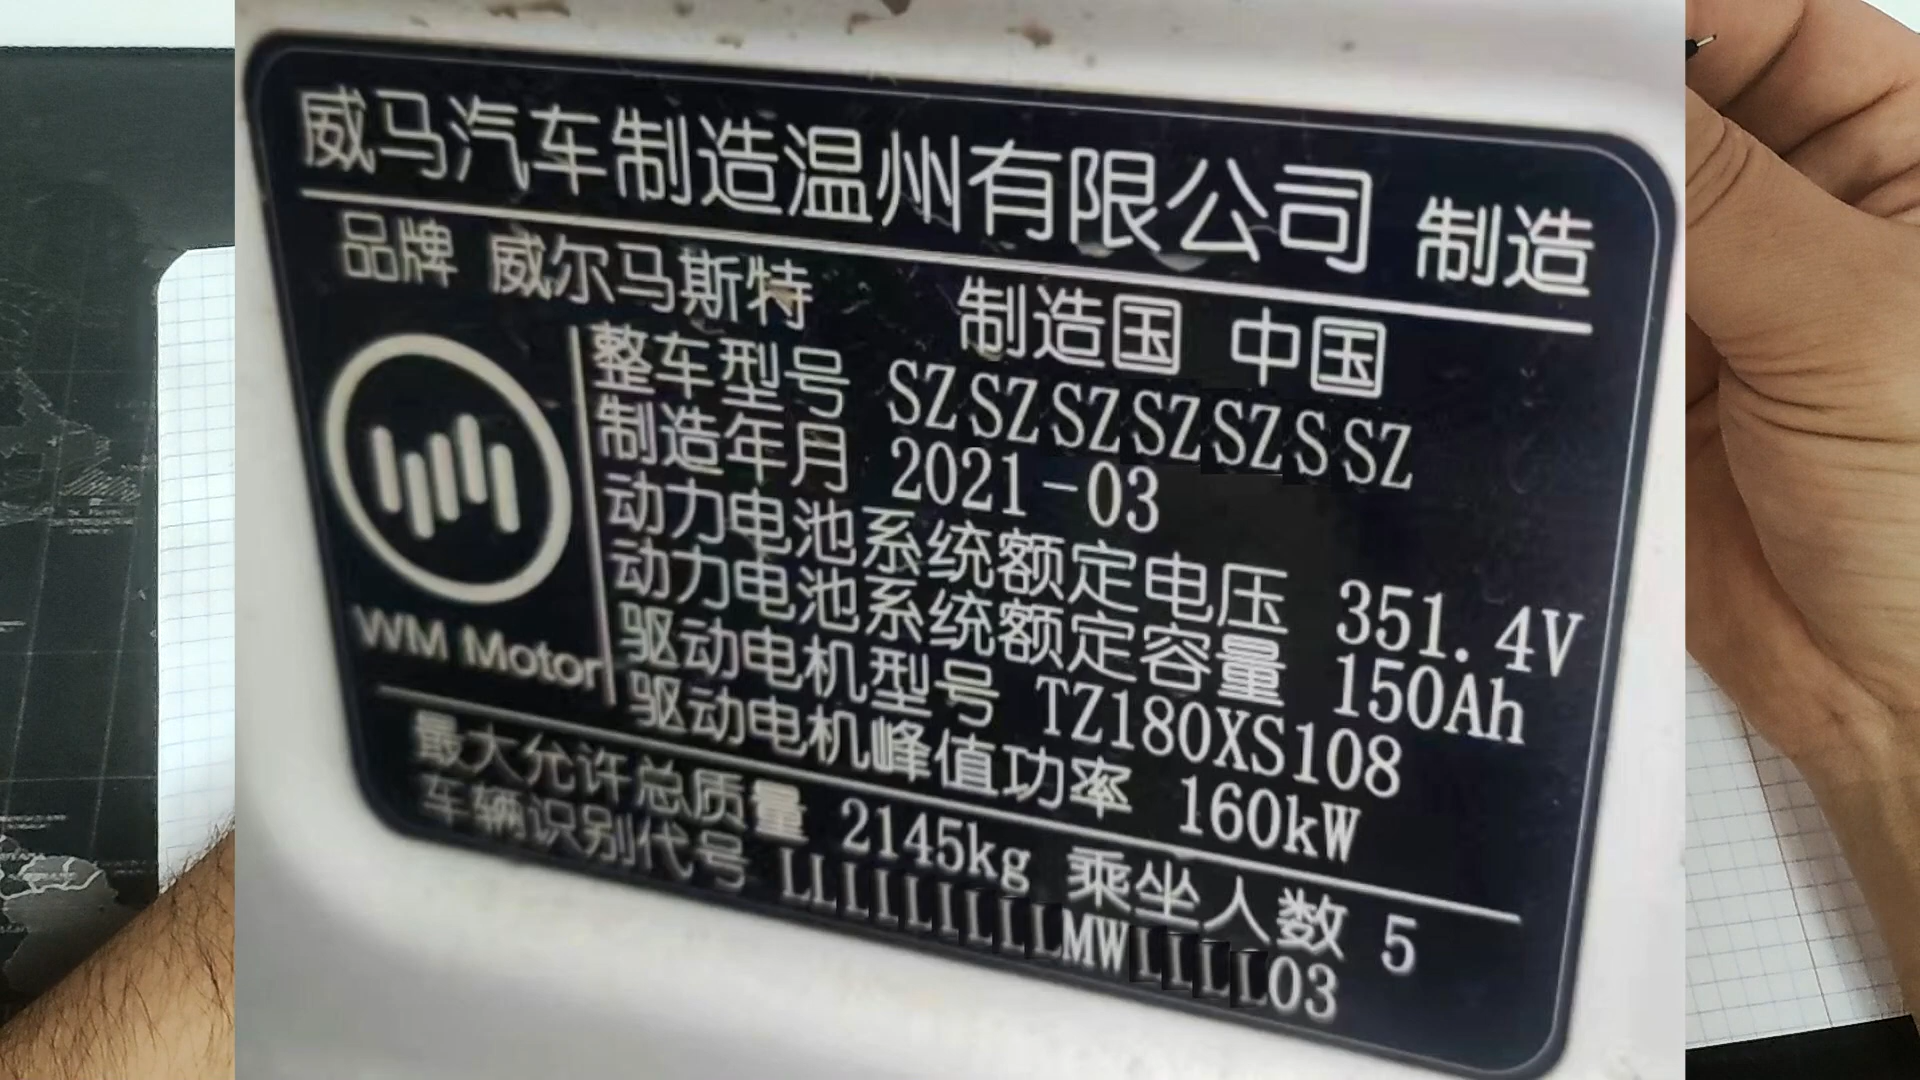 威马汽车制造温州有限公司 制造
品牌 威尔马斯特 制造国 中国
整车型号 SZSZSZSZSZSSZ
制造年月 2021-03
动力电池系统额定电压 351.4V
动力电池系统额定容量 150Ah
驱动电机型号 TZ180XS108
驱动电机峰值功率 160kW
WM Motor
最大允许总质量 2145kg 乘坐人数 5
车辆识别代号 LLLLLLLLLMWLLLL03